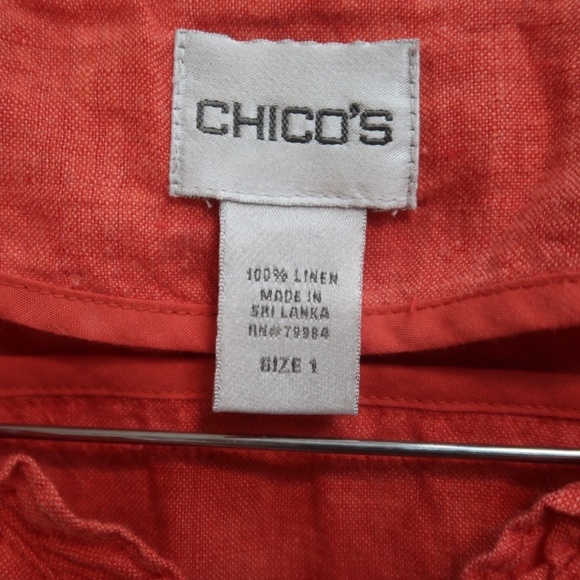 CHICO'S
100% LINEN
MADE IN
SRI LANKA
RN#79984
SIZE 1